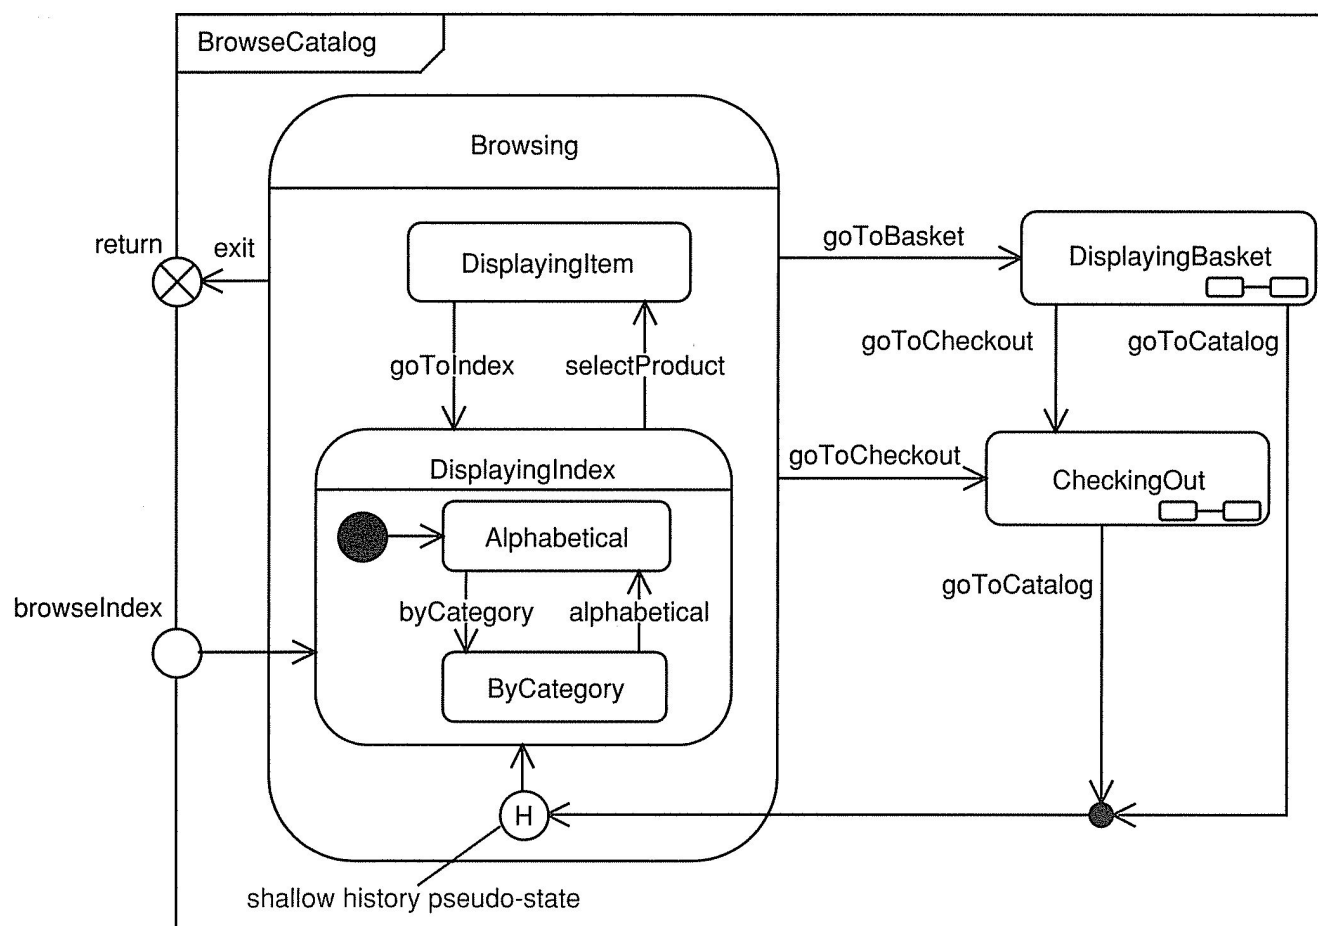 BrowseCatalog
Browsing
return
exit
DisplayingItem
goToBasket
DisplayingBasket
goToIndex
selectProduct
goToCheckout
goToCatalog
DisplayingIndex
goToCheckout
CheckingOut
Alphabetical
browseIndex
byCategory
alphabetical
goToCatalog
ByCategory
H
shallow history pseudo-state